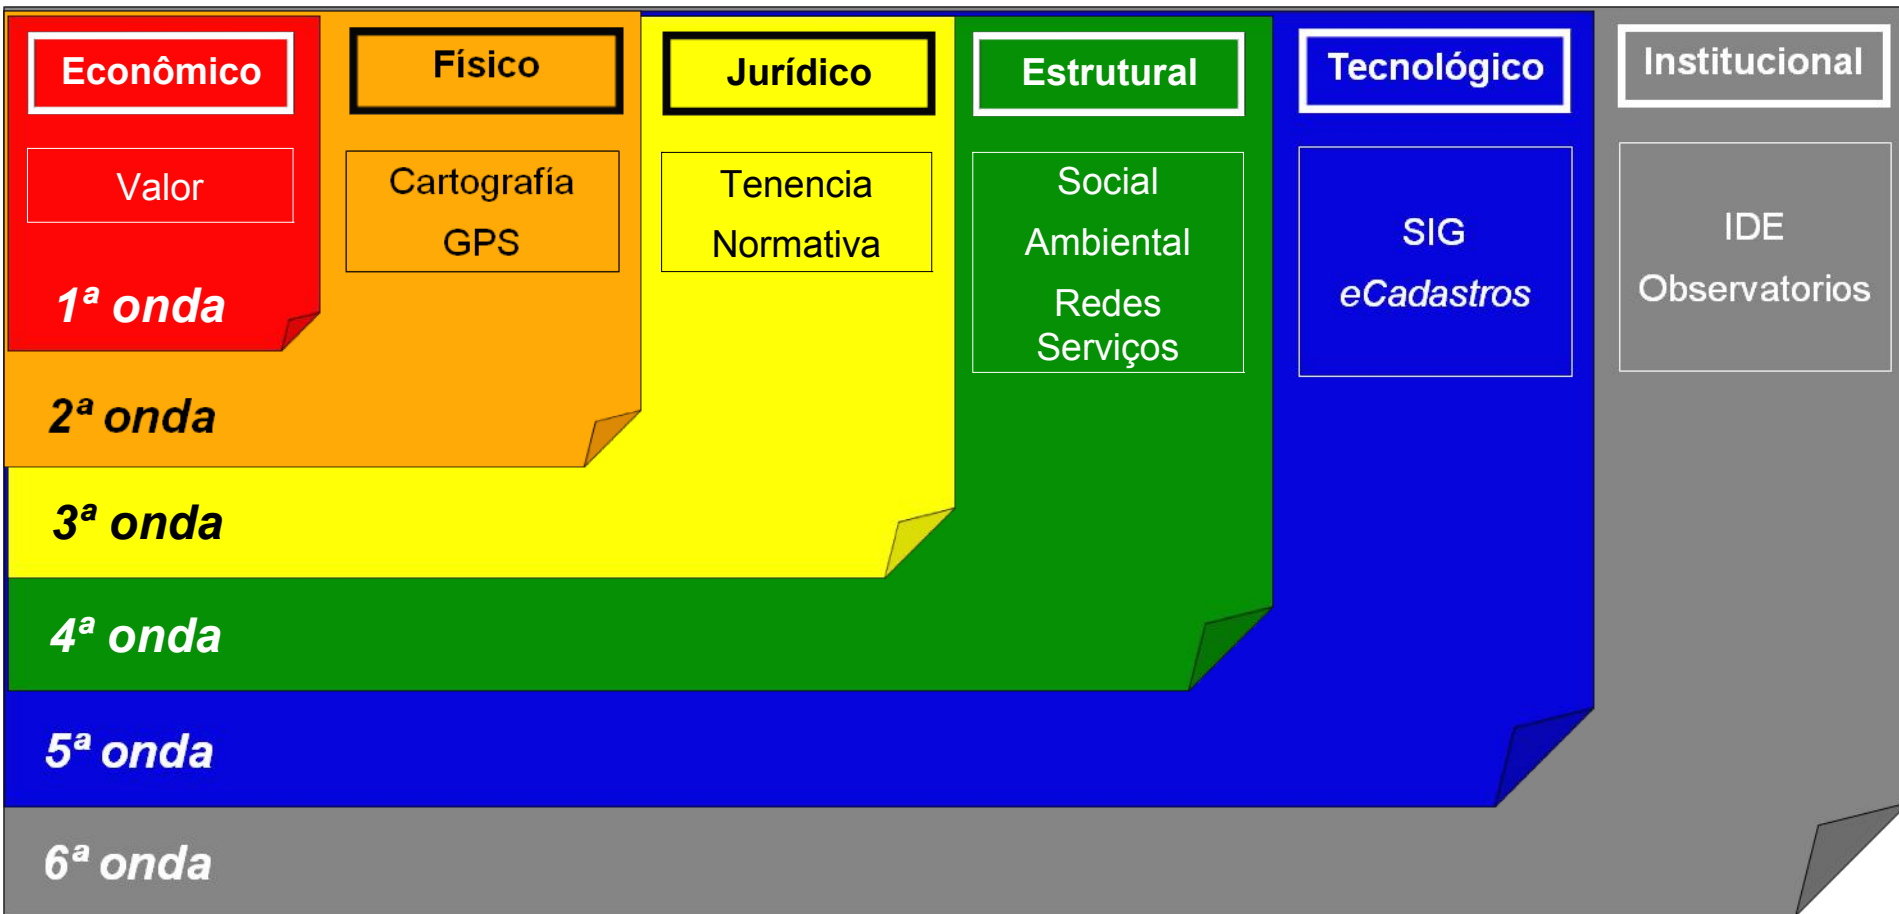 Econômico
Valor
1ª onda
Físico
Cartografía
GPS
2ª onda
Jurídico
Tenencia
Normativa
3ª onda
Estrutural
Social
Ambiental
Redes
Serviços
4ª onda
Tecnológico
SIG
eCadastros
5ª onda
Institucional
IDE
Observatorios
6ª onda